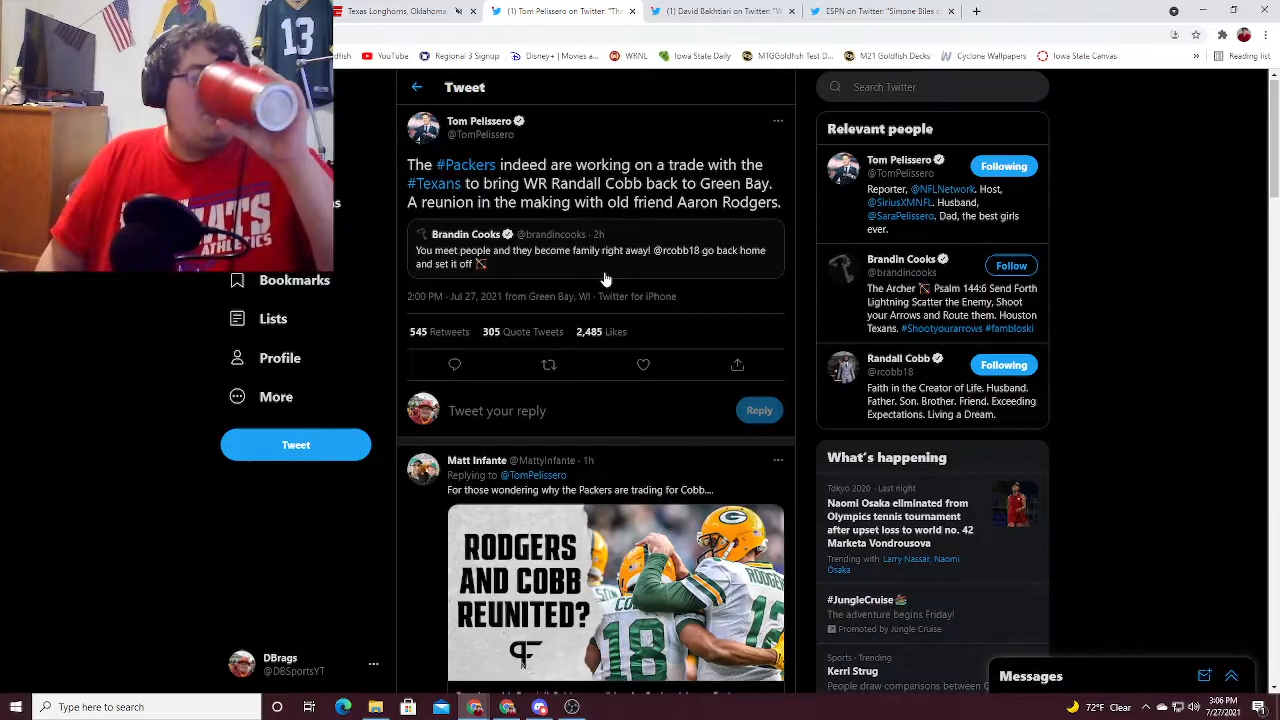 Texas Longhorns, Oklahoma
(1) Tom Pelissero on Twitter: "The
(1) David Bakhtiari on Twitter: "V
ESPN on Twitter: "Simone Biles
YouTube
Regional 3 Signup
Disney+ | Movies a...
WRNL
Iowa State Daily
MTGGoldfish Test D...
M21 Goldfish Decks
Cyclone Wallpapers
Iowa State Canvas
Reading list
13
ATHLETICS
Bookmarks
Lists
Profile
More
Tweet
DBrags
@DBSportsYT
Tweet
Tom Pelissero
@TomPelissero
The #Packers indeed are working on a trade with the
#Texans to bring WR Randall Cobb back to Green Bay.
A reunion in the making with old friend Aaron Rodgers.
Brandin Cooks @brandincooks · 2h
You meet people and they become family right away! @rcobb18 go back home
and set it off
2:00 PM · Jul 27, 2021 from Green Bay, WI · Twitter for iPhone
545 Retweets 305 Quote Tweets 2,485 Likes
Tweet your reply
Reply
Matt Infante @MattyInfante · 1h
Replying to @TomPelissero
For those wondering why the Packers are trading for Cobb....
RODGERS
AND COBB
REUNITED?
18
Search Twitter
Relevant people
Tom Pelissero
@TomPelissero
Following
Reporter, @NFLNetwork. Host,
@SiriusXMNFL. Husband,
@SaraPelissero. Dad, the best girls
ever.
Brandin Cooks
@brandincooks
Follow
The Archer Psalm 144:6 Send Forth
Lightning Scatter the Enemy, Shoot
your Arrows and Route them. Houston
Texans. #Shootyourarrows #fambloski
Randall Cobb
@rcobb18
Following
Faith in the Creator of Life. Husband.
Father. Son. Brother. Friend. Exceeding
Expectations. Living a Dream.
What's happening
Tokyo 2020 · Last night
Naomi Osaka eliminated from
Olympics tennis tournament
after upset loss to world no. 42
Marketa Vondrousova
Trending with Larry Nassar, Naomi
Osaka
#JungleCruise
The adventure begins Friday!
Promoted by Jungle Cruise
Sports · Trending
Kerri Strug
People draw comparisons between
Messages
Type here to search
72°F
3:06 PM
7/27/2021